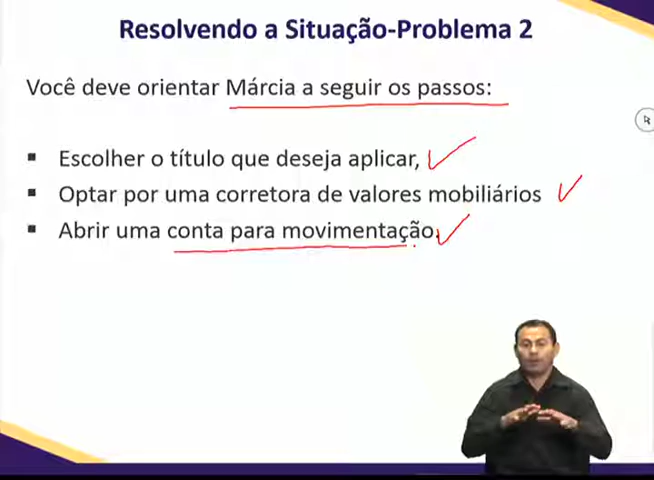 Resolvendo a Situação-Problema 2
Você deve orientar Márcia a seguir os passos:
▪ Escolher o título que deseja aplicar,
▪ Optar por uma corretora de valores mobiliários
▪ Abrir uma conta para movimentação.